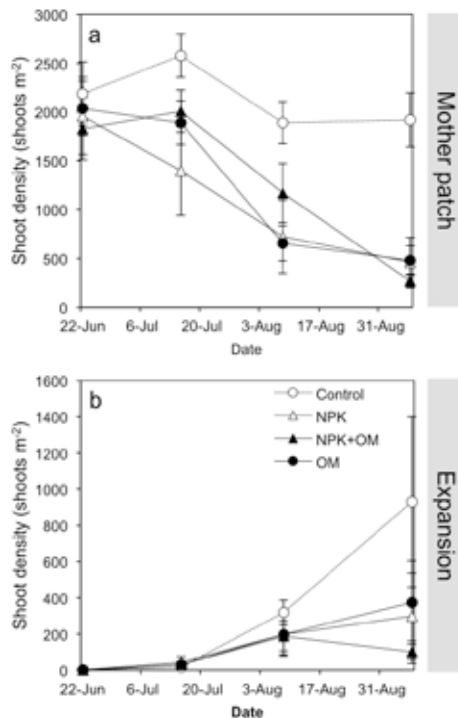 a
3000
2500
2000
1500
1000
500
0
Shoot density (shoots m-2)
22-Jun 6-Jul 20-Jul 3-Aug 17-Aug 31-Aug
Date
Mother patch
b
1600
1400
1200
1000
800
600
400
200
0
Shoot density (shoots m-2)
Control
NPK
NPK+OM
OM
22-Jun 6-Jul 20-Jul 3-Aug 17-Aug 31-Aug
Date
Expansion